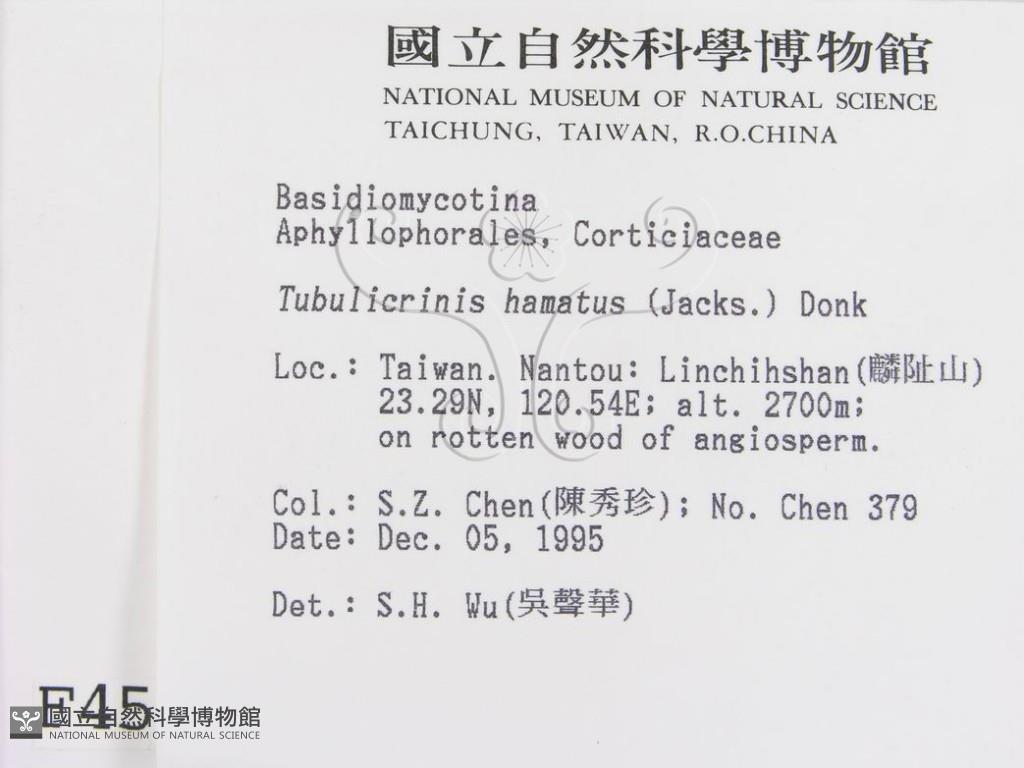 國立自然科學博物館
NATIONAL MUSEUM OF NATURAL SCIENCE
TAICHUNG, TAIWAN, R.O.CHINA
Basidiomycotina
Aphyllophorales, Corticiaceae
Tubulicrinis hamatus (Jacks.) Donk
Loc.: Taiwan. Nantou: Linchihshan(麟趾山)
23.29N, 120.54E; alt. 2700m;
on rotten wood of angiosperm.
Col.: S.Z. Chen(陳秀珍); No. Chen 379
Date: Dec. 05, 1995
Det.: S.H. Wu(吳聲華)
F45
國立自然科學博物館
NATIONAL MUSEUM OF NATURAL SCIENCE